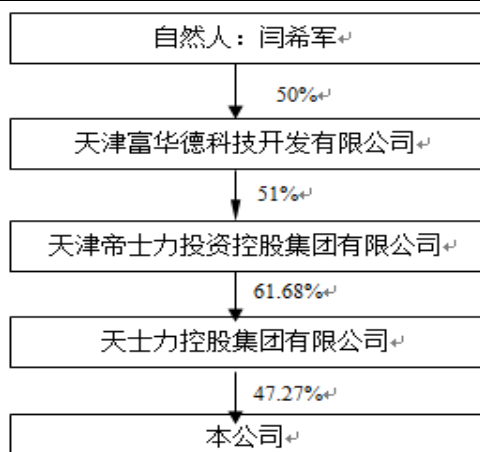 自然人：闫希军↵
50%↵
天津富华德科技开发有限公司↵
51%↵
天津帝士力投资控股集团有限公司↵
61.68%↵
天士力控股集团有限公司↵
47.27%↵
本公司↵